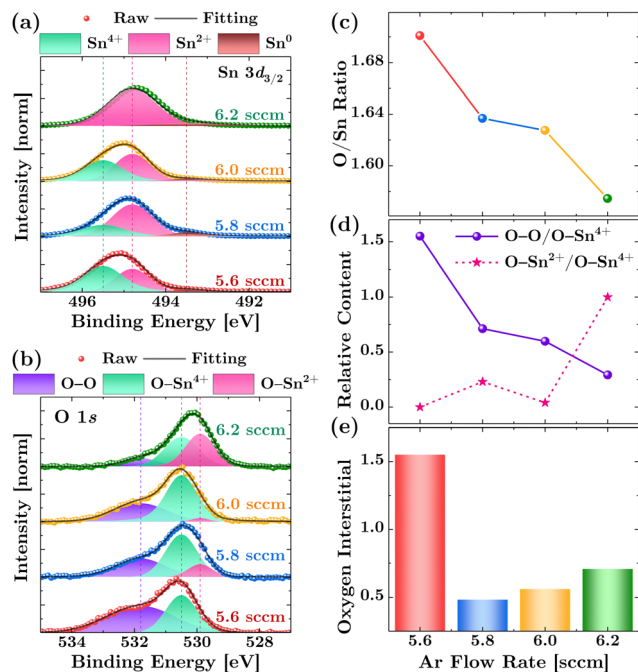 (a)
Raw Fitting
Sn⁴⁺ Sn²⁺ Sn⁰
Sn 3d₃/₂
6.2 sccm
6.0 sccm
5.8 sccm
5.6 sccm
Intensity [norm]
496 494 492
Binding Energy [eV]
(b)
Raw Fitting
O–O O–Sn⁴⁺ O–Sn²⁺
O 1s
6.2 sccm
6.0 sccm
5.8 sccm
5.6 sccm
Intensity [norm]
534 532 530 528
Binding Energy [eV]
(c)
O/Sn Ratio
1.68
1.64
1.60
(d)
O–O/O–Sn⁴⁺
O–Sn²⁺/O–Sn⁴⁺
Relative Content
1.5
1.0
0.5
0.0
(e)
Oxygen Interstitial
1.5
1.0
0.5
5.6 5.8 6.0 6.2
Ar Flow Rate [sccm]